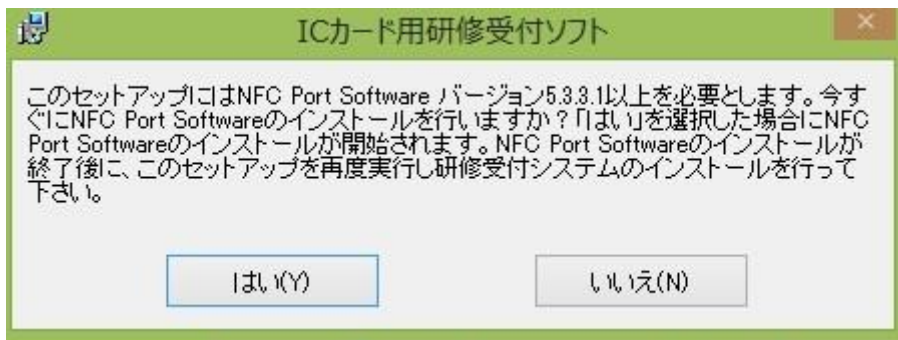 ICカード用研修受付ソフト
このセットアップにはNFC Port Software バージョン5.3.3.1以上を必要とします。今す
ぐにNFC Port Softwareのインストールを行いますか？「はい」を選択した場合にNFC
Port Softwareのインストールが開始されます。NFC Port Softwareのインストールが
終了後に、このセットアップを再度実行し研修受付システムのインストールを行って
下さい。
はい(Y)
いいえ(N)